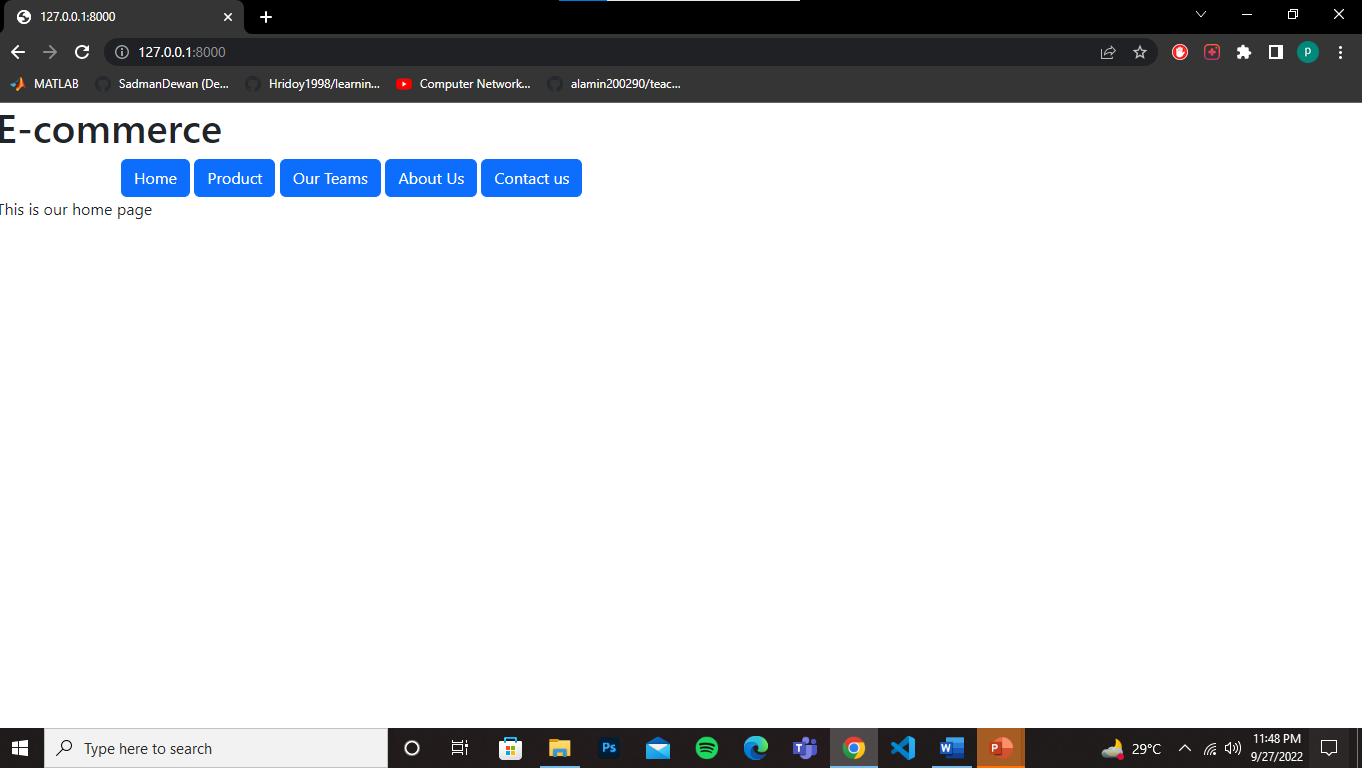 127.0.0.1:8000
127.0.0.1:8000
MATLAB SadmanDewan (De... Hridoy1998/learnin... Computer Network... alamin200290/teac...
E-commerce
Home Product Our Teams About Us Contact us
This is our home page
Type here to search
29°C
11:48 PM
9/27/2022